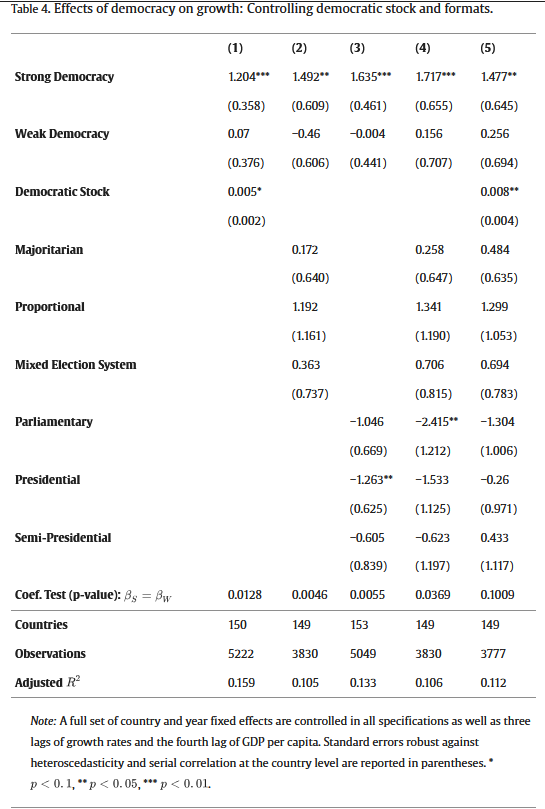 Table 4. Effects of democracy on growth: Controlling democratic stock and formats.
(1) (2) (3) (4) (5)
Strong Democracy 1.204*** 1.492** 1.635*** 1.717*** 1.477**
(0.358) (0.609) (0.461) (0.655) (0.645)
Weak Democracy 0.07 −0.46 −0.004 0.156 0.256
(0.376) (0.606) (0.441) (0.707) (0.694)
Democratic Stock 0.005* 0.008**
(0.002) (0.004)
Majoritarian 0.172 0.258 0.484
(0.640) (0.647) (0.635)
Proportional 1.192 1.341 1.299
(1.161) (1.190) (1.053)
Mixed Election System 0.363 0.706 0.694
(0.737) (0.815) (0.783)
Parliamentary −1.046 −2.415** −1.304
(0.669) (1.212) (1.006)
Presidential −1.263** −1.533 −0.26
(0.625) (1.125) (0.971)
Semi-Presidential −0.605 −0.623 0.433
(0.839) (1.197) (1.117)
Coef. Test (p-value): β_S = β_W 0.0128 0.0046 0.0055 0.0369 0.1009
Countries 150 149 153 149 149
Observations 5222 3830 5049 3830 3777
Adjusted R² 0.159 0.105 0.133 0.106 0.112
Note: A full set of country and year fixed effects are controlled in all specifications as well as three
lags of growth rates and the fourth lag of GDP per capita. Standard errors robust against
heteroscedasticity and serial correlation at the country level are reported in parentheses. *
p < 0.1, ** p < 0.05, *** p < 0.01.